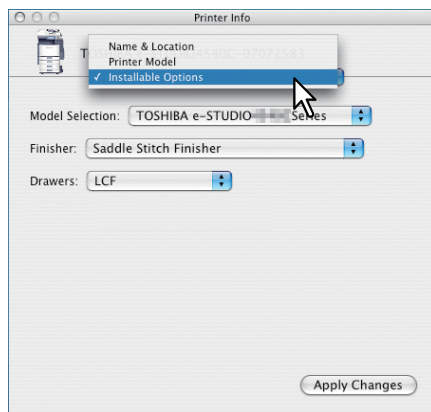 Printer Info
Name & Location
Printer Model
✓ Installable Options
Model Selection: TOSHIBA e-STUDIO Series
Finisher: Saddle Stitch Finisher
Drawers: LCF
Apply Changes